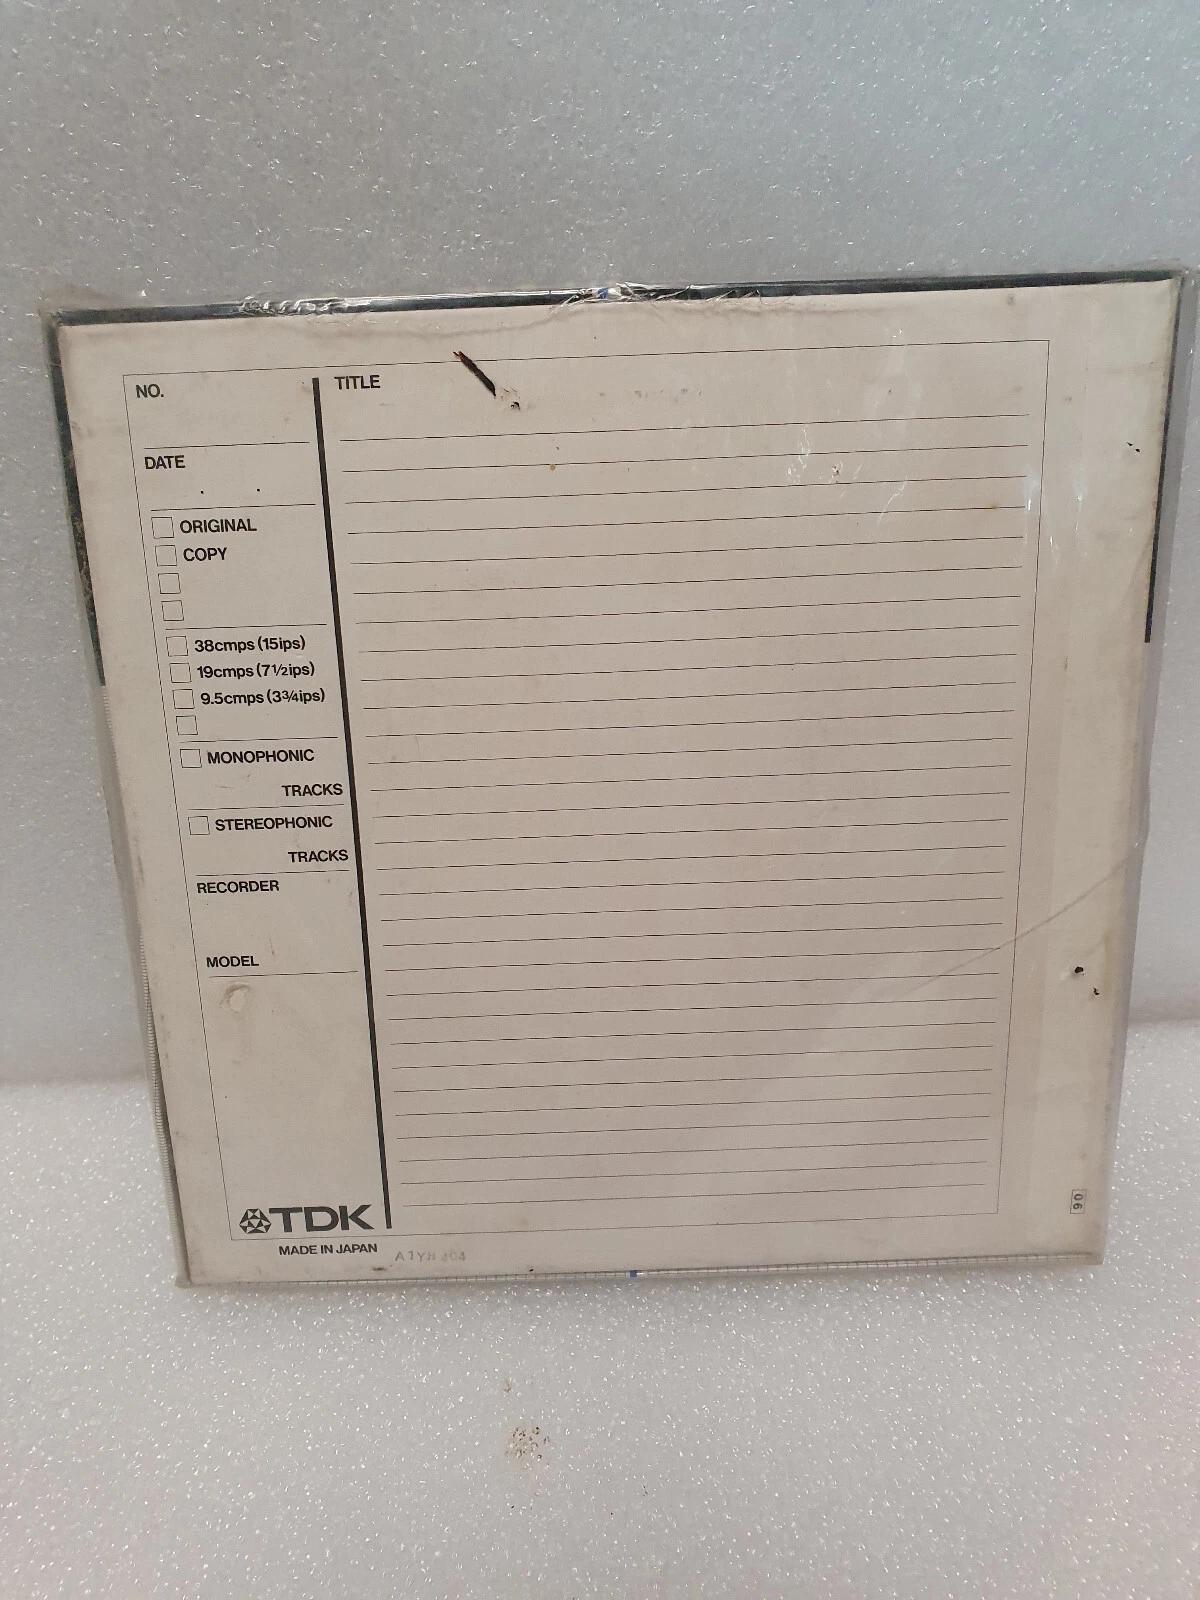 NO.
TITLE
DATE
. .
ORIGINAL
COPY
38cmps (15ips)
19cmps (7½ips)
9.5cmps (3¾ips)
MONOPHONIC
TRACKS
STEREOPHONIC
TRACKS
RECORDER
MODEL
TDK
MADE IN JAPAN